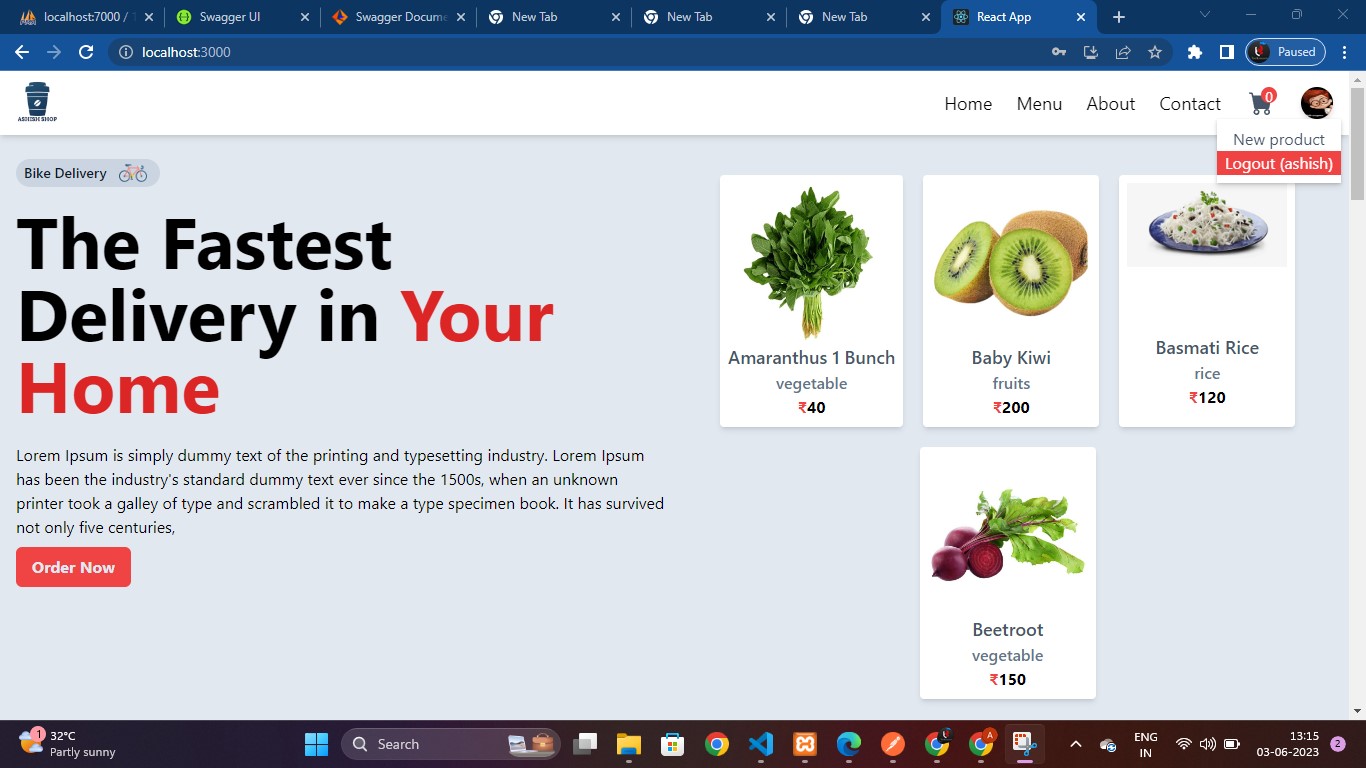 localhost:7000 /
Swagger UI
Swagger Docume
New Tab
New Tab
New Tab
React App
localhost:3000
Paused
ASHISH SHOP
Home
Menu
About
Contact
0
New product
Logout (ashish)
Bike Delivery
The Fastest
Delivery in Your
Home
Lorem Ipsum is simply dummy text of the printing and typesetting industry. Lorem Ipsum
has been the industry's standard dummy text ever since the 1500s, when an unknown
printer took a galley of type and scrambled it to make a type specimen book. It has survived
not only five centuries,
Order Now
Amaranthus 1 Bunch
vegetable
₹40
Baby Kiwi
fruits
₹200
Basmati Rice
rice
₹120
Beetroot
vegetable
₹150
1
32°C
Partly sunny
Search
A
ENG
IN
13:15
03-06-2023
2